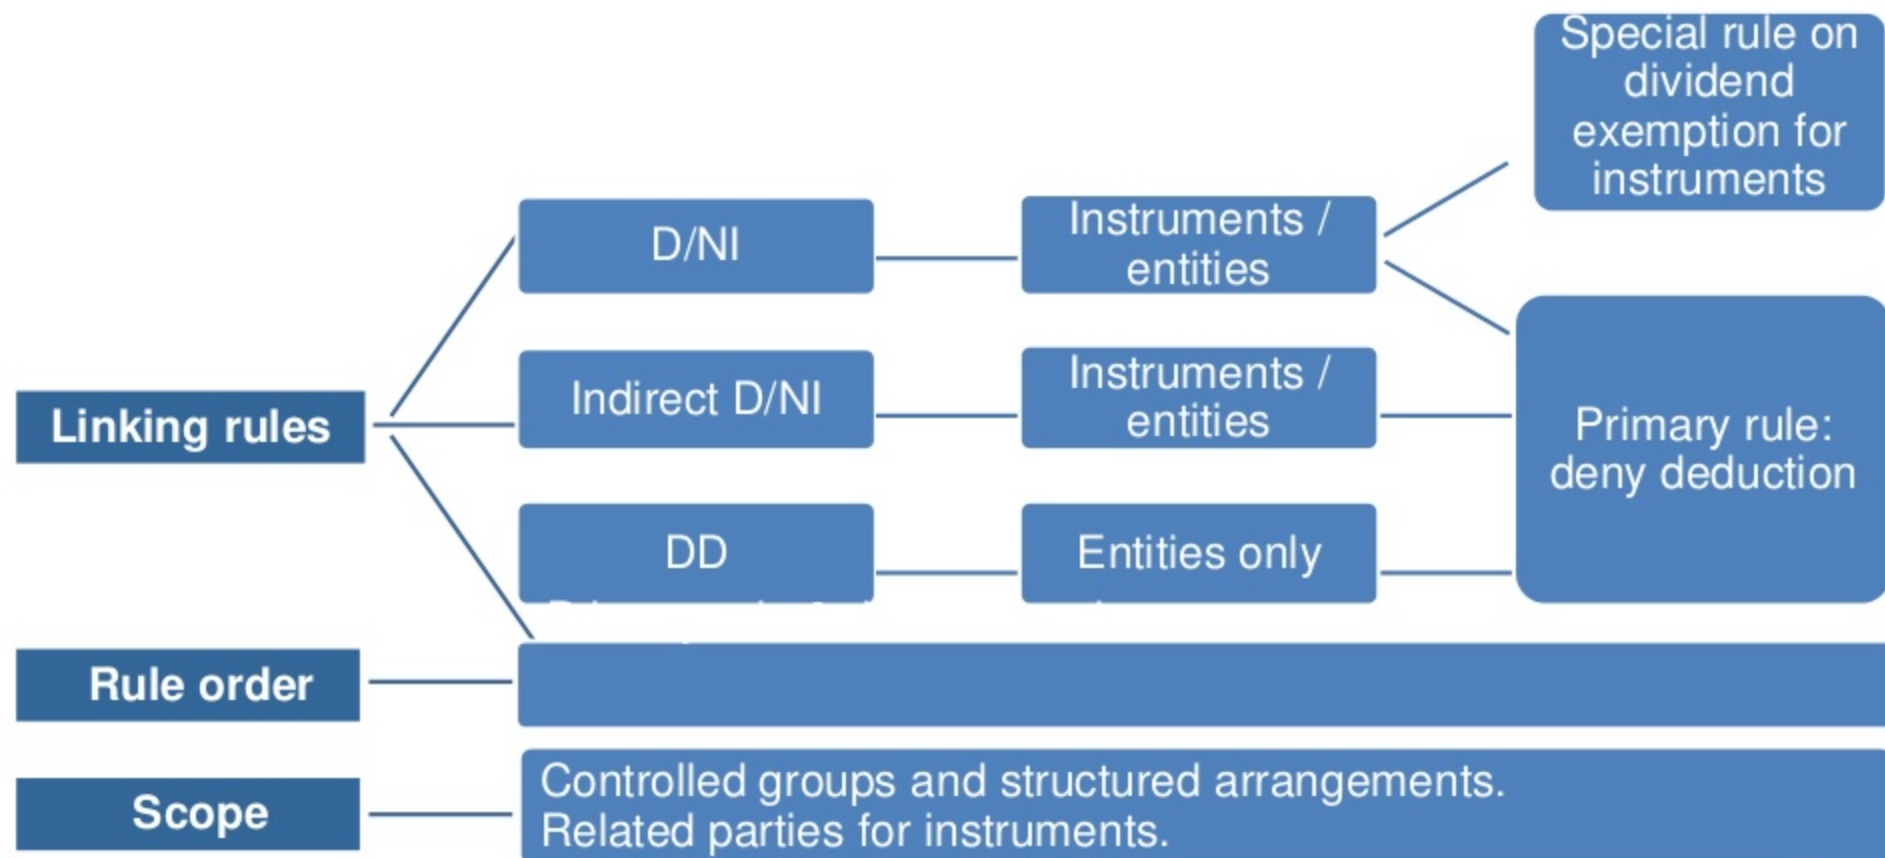 Special rule on
dividend
exemption for
instruments
D/NI
Instruments /
entities
Indirect D/NI
Instruments /
entities
Linking rules
Primary rule:
deny deduction
DD
Entities only
Rule order
Scope
Controlled groups and structured arrangements.
Related parties for instruments.